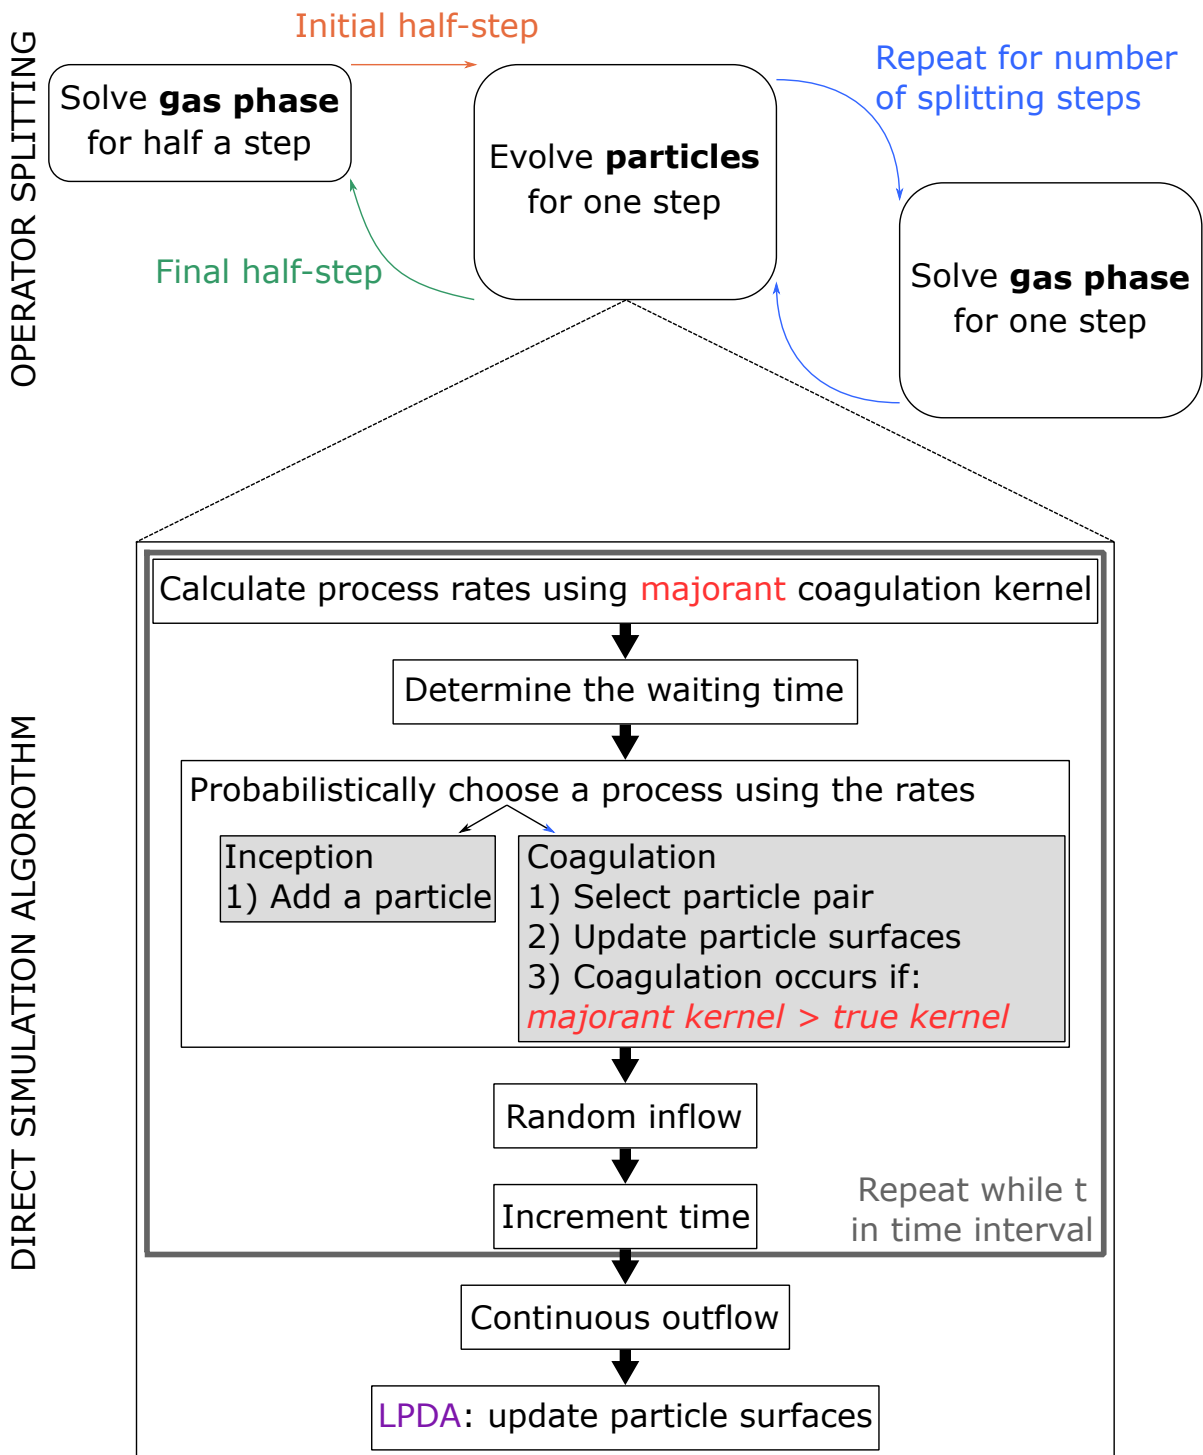 OPERATOR SPLITTING
Initial half-step
Solve gas phase
for half a step
Evolve particles
for one step
Repeat for number
of splitting steps
Final half-step
Solve gas phase
for one step
DIRECT SIMULATION ALGOROTHM
Calculate process rates using majorant coagulation kernel
Determine the waiting time
Probabilistically choose a process using the rates
Inception
1) Add a particle
Coagulation
1) Select particle pair
2) Update particle surfaces
3) Coagulation occurs if:
majorant kernel > true kernel
Random inflow
Increment time
Repeat while t
in time interval
Continuous outflow
LPDA: update particle surfaces